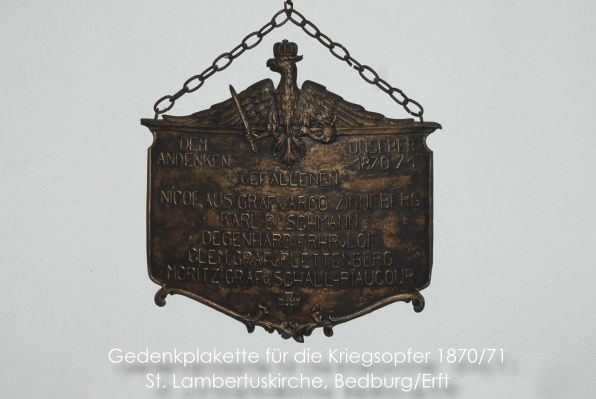 DEM UNSERER
ANDENKEN 1870-71
GEFALLENEN
NICOLAUS GRAF v ARCO ZINNEBERG
KARL BUSCHMANN
DEGENHARD FRHR v LOË
CLEM. GRAF v PLETTENBERG
MORITZ GRAF v SCHALL-RIAUCOUR
Gedenkplakette für die Kriegsopfer 1870/71
St. Lambertuskirche, Bedburg/Erft